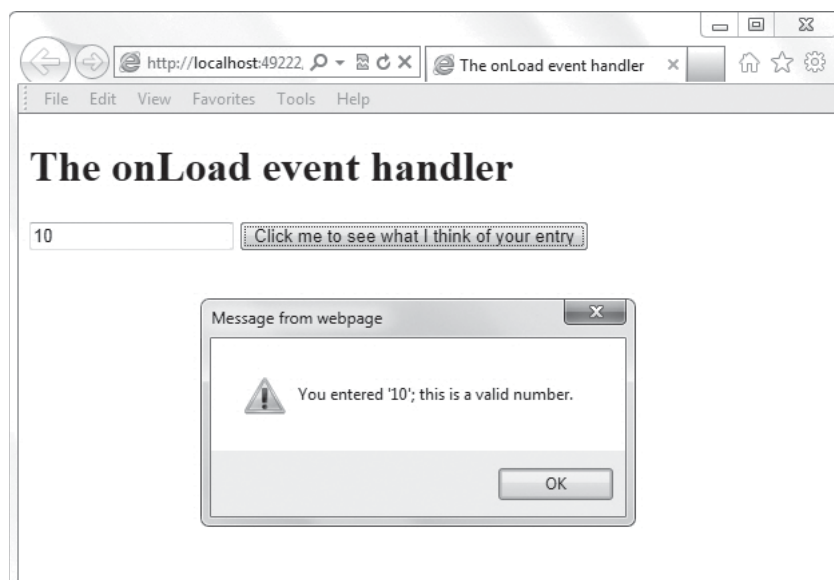 http://localhost:49222,
The onLoad event handler
File Edit View Favorites Tools Help
The onLoad event handler
10 Click me to see what I think of your entry
Message from webpage
You entered '10'; this is a valid number.
OK